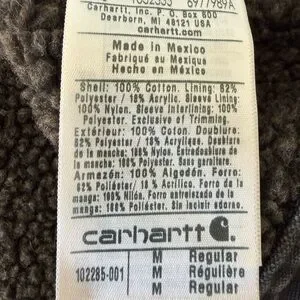 Carhartt, Inc. P. O. Box 600
Dearborn, MI 48121 USA
carhartt.com
Made in Mexico
Fabriqué au Mexique
Hecho en México
Shell: 100% Cotton. Lining: 82%
Polyester / 18% Acrylic. Sleeve Lining:
100% Nylon. Sleeve Interlining: 100%
Polyester. Exclusive of Trimming.
Extérieur: 100% Coton. Doublure:
82% Polyester / 18% Acrylique. Doublure
de la manche: 100% Nylon. Entredoublure
de la manche: 100% Polyester. Sans garniture.
Armazón: 100% Algodón. Forro:
82% Poliéster / 18 % Acrílico. Forro de la
manga: 100% Nilón. Forro entretejido en la
manga: 100% Poliéster. Sin incluir adorno.
carhartt
102285-001 M Regular
M Régulière
M Regular